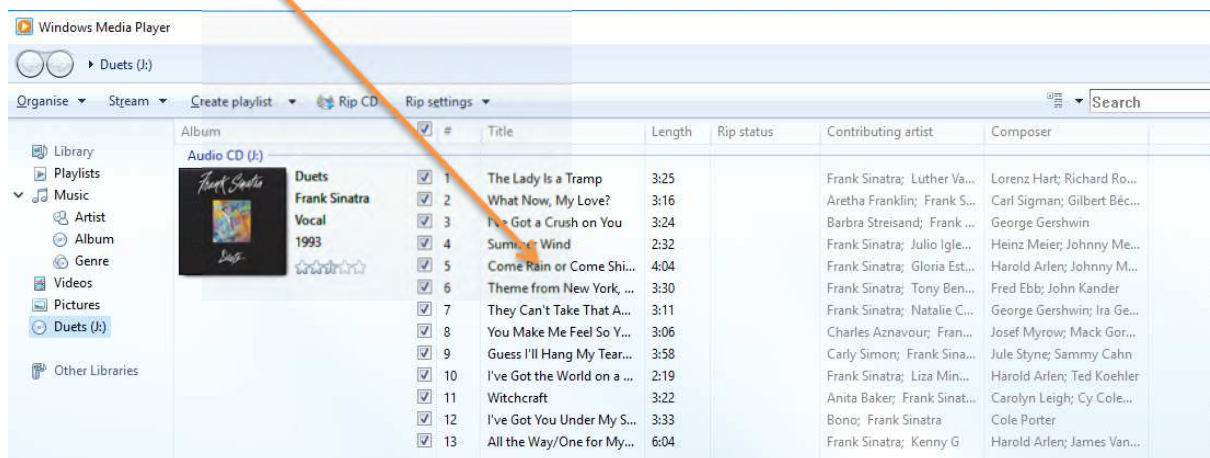 Windows Media Player
Duets (J:)
Organise Stream Create playlist Rip CD Rip settings Search
Album # Title Length Rip status Contributing artist Composer
Library
Playlists
Music
Artist
Album
Genre
Videos
Pictures
Duets (J:)
Other Libraries
Audio CD (J:)
Frank Sinatra
Duets
Duets
Frank Sinatra
Vocal
1993
1 The Lady Is a Tramp 3:25 Frank Sinatra; Luther Va... Lorenz Hart; Richard Ro...
2 What Now, My Love? 3:16 Aretha Franklin; Frank S... Carl Sigman; Gilbert Béc...
3 I've Got a Crush on You 3:24 Barbra Streisand; Frank ... George Gershwin
4 Summer Wind 2:32 Frank Sinatra; Julio Igle... Heinz Meier; Johnny Me...
5 Come Rain or Come Shi... 4:04 Frank Sinatra; Gloria Est... Harold Arlen; Johnny M...
6 Theme from New York, ... 3:30 Frank Sinatra; Tony Ben... Fred Ebb; John Kander
7 They Can't Take That A... 3:11 Frank Sinatra; Natalie C... George Gershwin; Ira Ge...
8 You Make Me Feel So Y... 3:06 Charles Aznavour; Fran... Josef Myrow; Mack Gor...
9 Guess I'll Hang My Tear... 3:58 Carly Simon; Frank Sina... Jule Styne; Sammy Cahn
10 I've Got the World on a ... 2:19 Frank Sinatra; Liza Min... Harold Arlen; Ted Koehler
11 Witchcraft 3:22 Anita Baker; Frank Sinat... Carolyn Leigh; Cy Cole...
12 I've Got You Under My S... 3:33 Bono; Frank Sinatra Cole Porter
13 All the Way/One for My... 6:04 Frank Sinatra; Kenny G Harold Arlen; James Van...